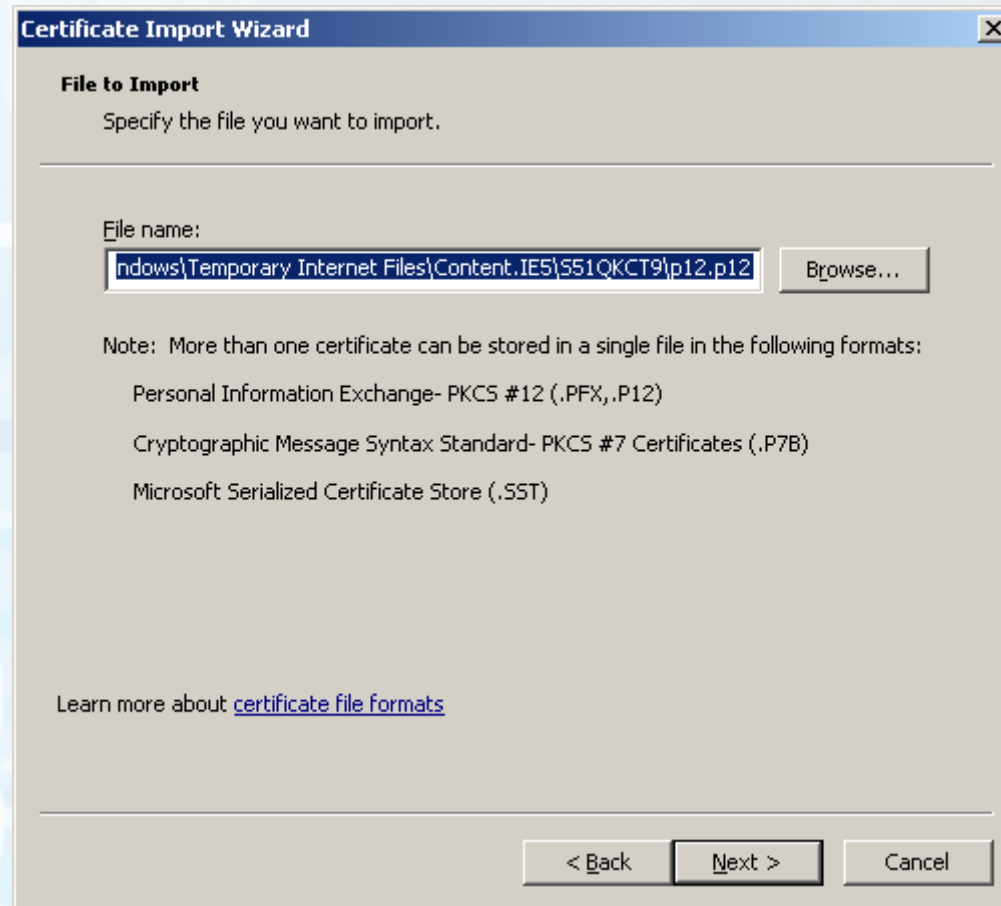 Certificate Import Wizard
File to Import
Specify the file you want to import.
File name:
ndows\Temporary Internet Files\Content.IE5\S51QKCT9\p12.p12
Browse...
Note:  More than one certificate can be stored in a single file in the following formats:
Personal Information Exchange- PKCS #12 (.PFX,.P12)
Cryptographic Message Syntax Standard- PKCS #7 Certificates (.P7B)
Microsoft Serialized Certificate Store (.SST)
Learn more about certificate file formats
< Back
Next >
Cancel